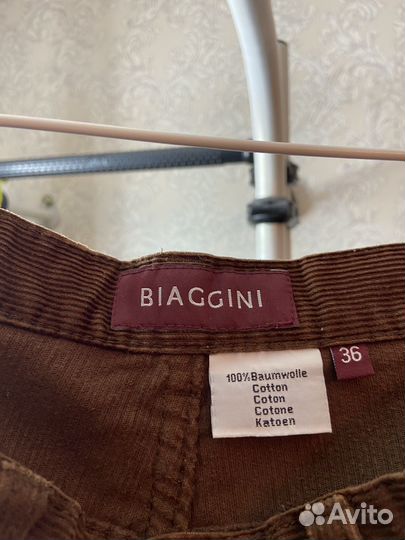 BIAGGINI
36
100%Baumwolle
Cotton
Coton
Cotone
Katoen
Avito